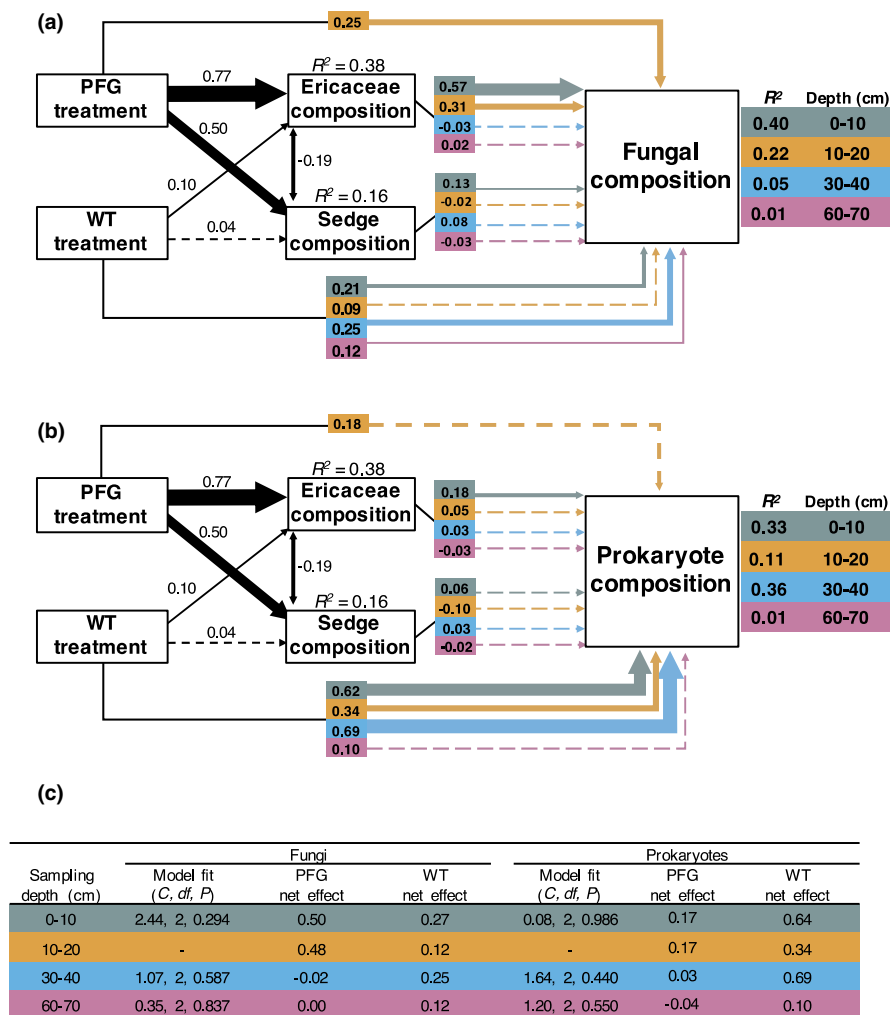 (a)
0.25
PFG
treatment
0.77
R² = 0.38
Ericaceae
composition
0.57
0.31
-0.03
0.02
0.50
0.10
-0.19
WT
treatment
0.04
R² = 0.16
Sedge
composition
0.13
-0.02
0.08
-0.03
Fungal
composition
R² Depth (cm)
0.40 0-10
0.22 10-20
0.05 30-40
0.01 60-70
0.21
0.09
0.25
0.12
(b)
0.18
PFG
treatment
0.77
R² = 0.38
Ericaceae
composition
0.18
0.05
0.03
-0.03
0.50
0.10
-0.19
WT
treatment
0.04
R² = 0.16
Sedge
composition
0.06
-0.10
0.03
-0.02
Prokaryote
composition
R² Depth (cm)
0.33 0-10
0.11 10-20
0.36 30-40
0.01 60-70
0.62
0.34
0.69
0.10
(c)
Fungi Prokaryotes
Sampling Model fit PFG WT Model fit PFG WT
depth (cm) (C, df, P) net effect net effect (C, df, P) net effect net effect
0-10 2.44, 2, 0.294 0.50 0.27 0.08, 2, 0.986 0.17 0.64
10-20 - 0.48 0.12 - 0.17 0.34
30-40 1.07, 2, 0.587 -0.02 0.25 1.64, 2, 0.440 0.03 0.69
60-70 0.35, 2, 0.837 0.00 0.12 1.20, 2, 0.550 -0.04 0.10